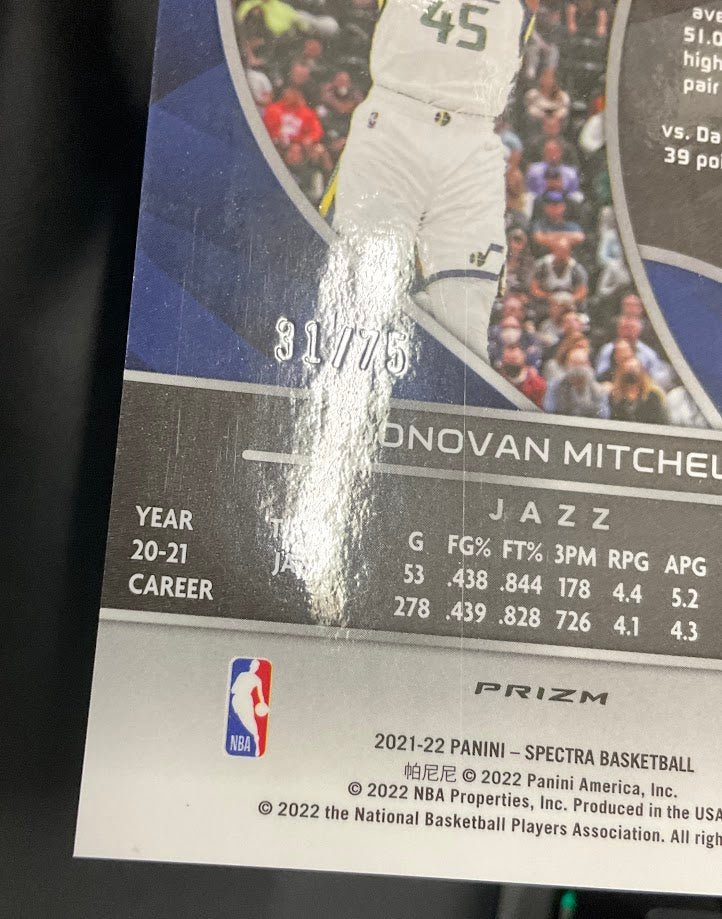 45
ave
51.0
high
pair
vs. Da
39 poi
31/75
ONOVAN MITCHEL
JAZZ
YEAR G FG% FT% 3PM RPG APG
20-21 53 .438 .844 178 4.4 5.2
CAREER 278 .439 .828 726 4.1 4.3
NBA
PRIZM
2021-22 PANINI – SPECTRA BASKETBALL
帕尼尼 © 2022 Panini America, Inc.
© 2022 NBA Properties, Inc. Produced in the USA
© 2022 the National Basketball Players Association. All righ